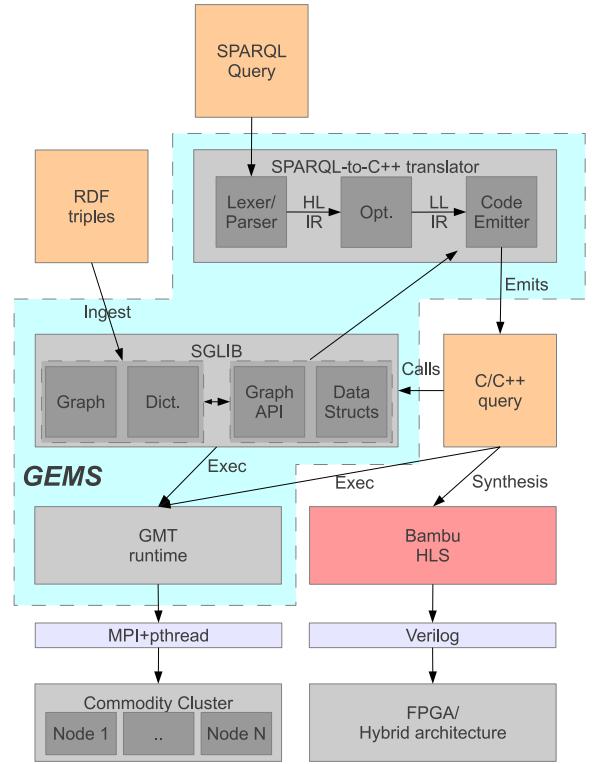 SPARQL
Query
RDF
triples
SPARQL-to-C++ translator
Lexer/
Parser
HL
IR
Opt.
LL
IR
Code
Emitter
Emits
Ingest
SGLIB
Graph
Dict.
Graph
API
Data
Structs
Calls
C/C++
query
GEMS
Exec
Exec
Synthesis
GMT
runtime
Bambu
HLS
MPI+pthread
Verilog
Commodity Cluster
Node 1
..
Node N
FPGA/
Hybrid architecture